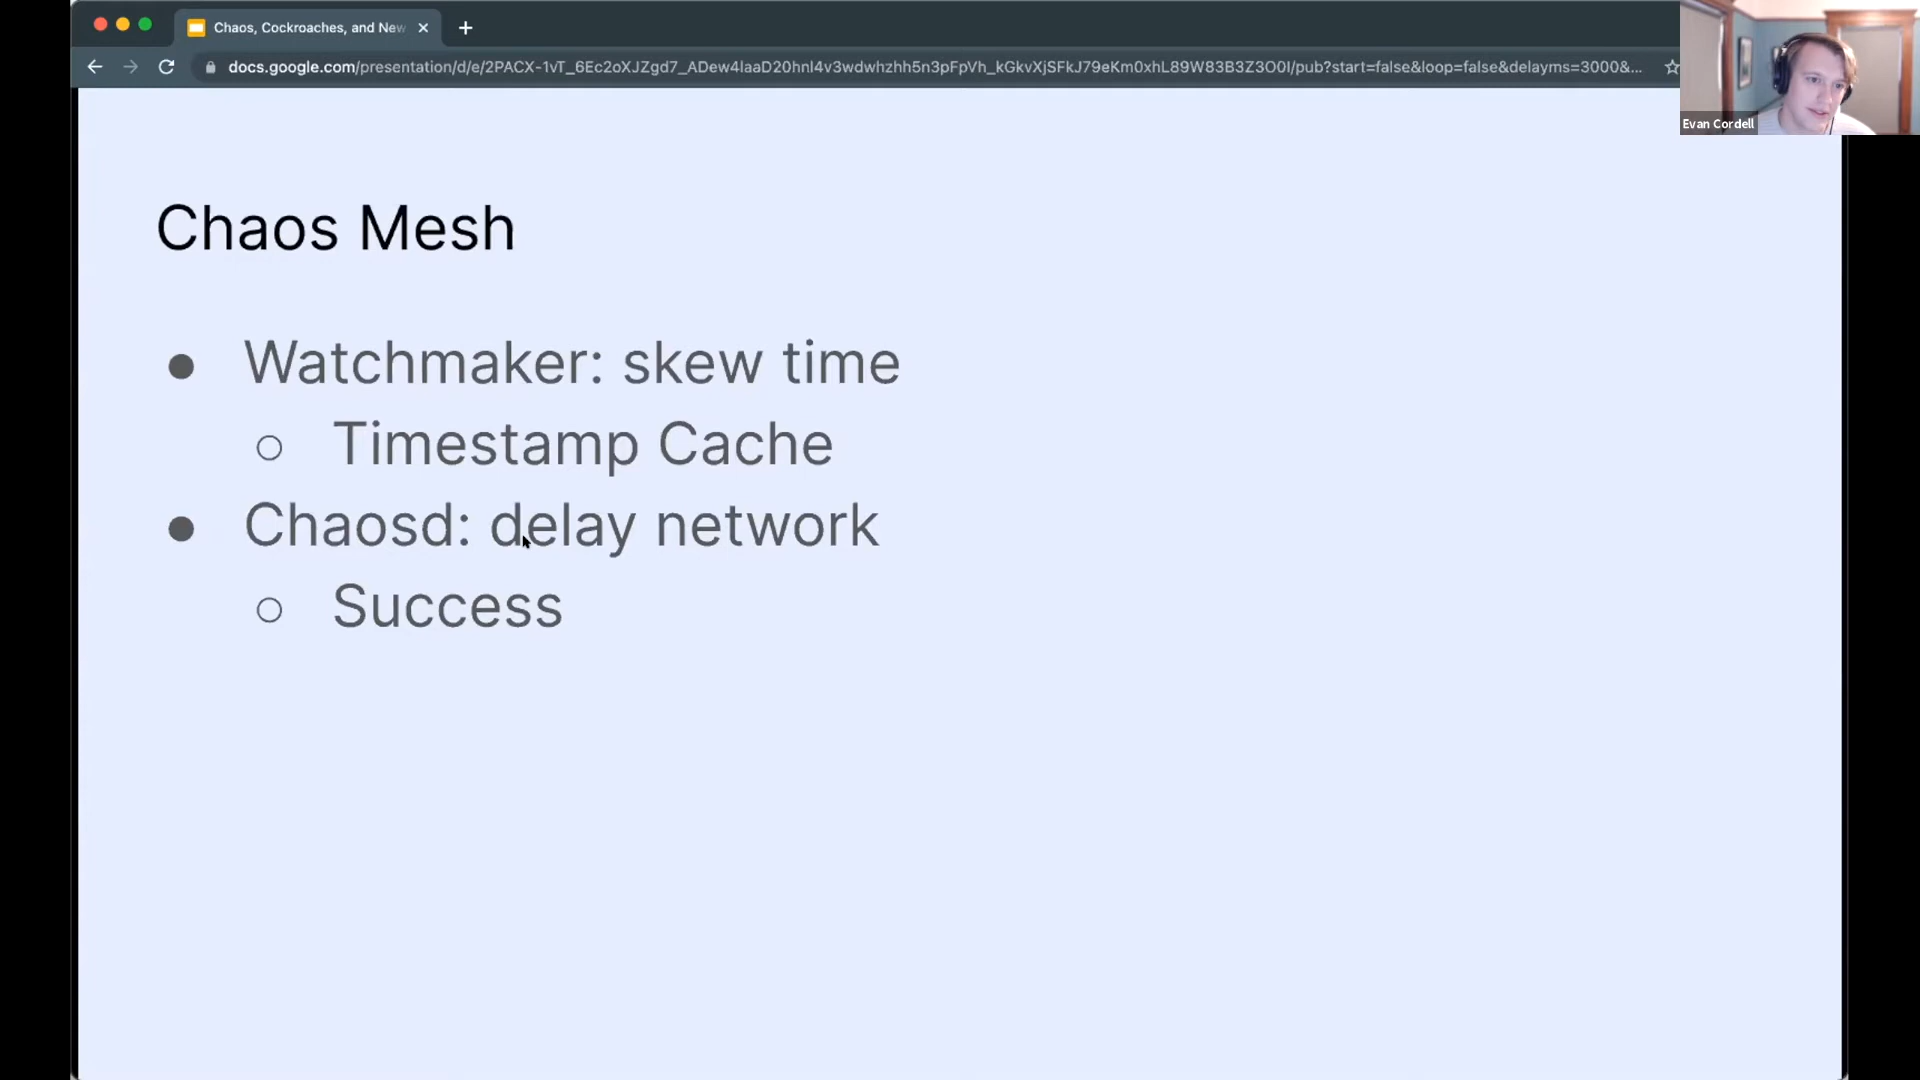 Chaos, Cockroaches, and New
docs.google.com/presentation/d/e/2PACX-1vT_6Ec2oXJZgd7_ADew4IaaD20hnl4v3wdwhzhh5n3pFpVh_kGkvXjSFkJ79eKm0xhL89W83B3Z3O0I/pub?start=false&loop=false&delayms=3000&...
Evan Cordell
Chaos Mesh
● Watchmaker: skew time
○ Timestamp Cache
● Chaosd: delay network
○ Success